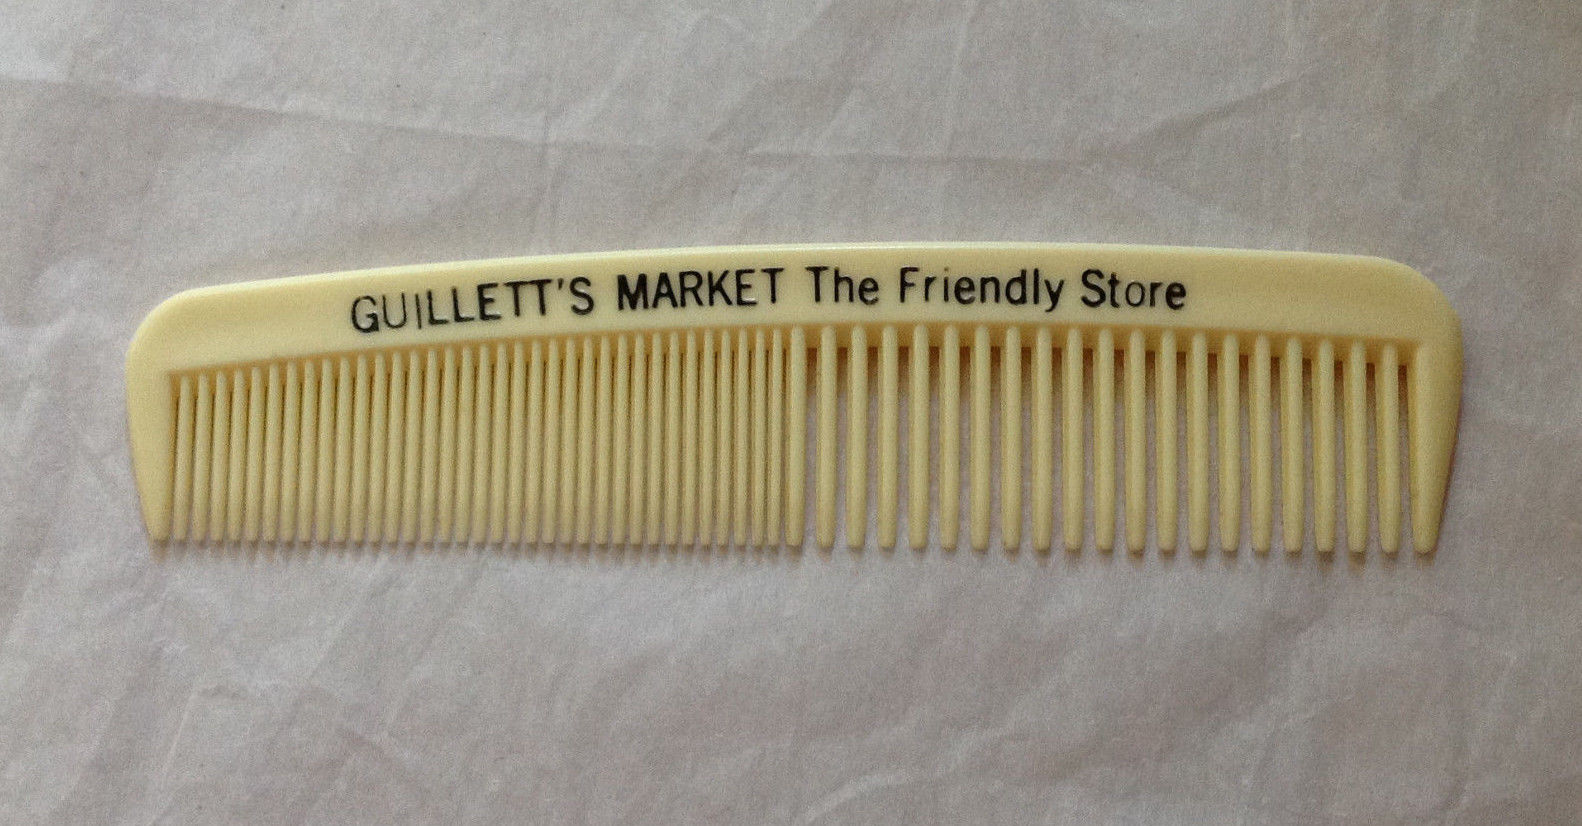 GUILLETT'S MARKET The Friendly Store